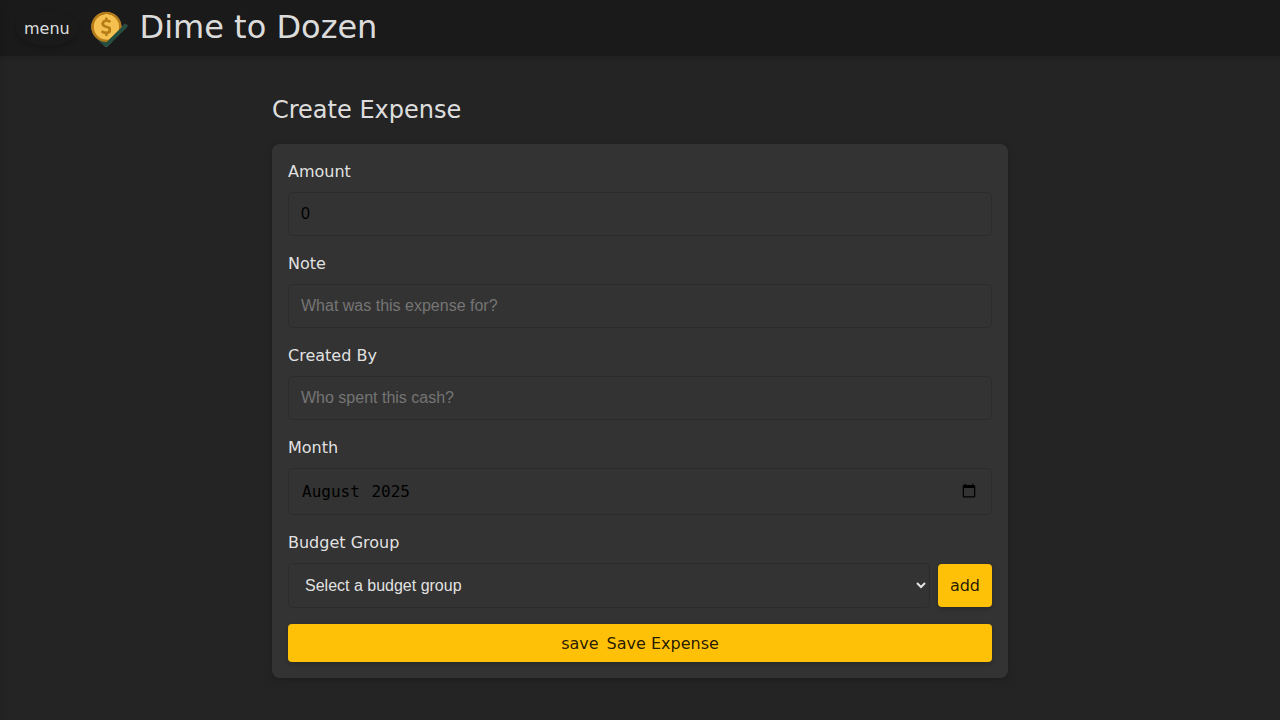 menu Dime to Dozen
Create Expense
Amount
0
Note
What was this expense for?
Created By
Who spent this cash?
Month
August 2025
Budget Group
Select a budget group add
save Save Expense